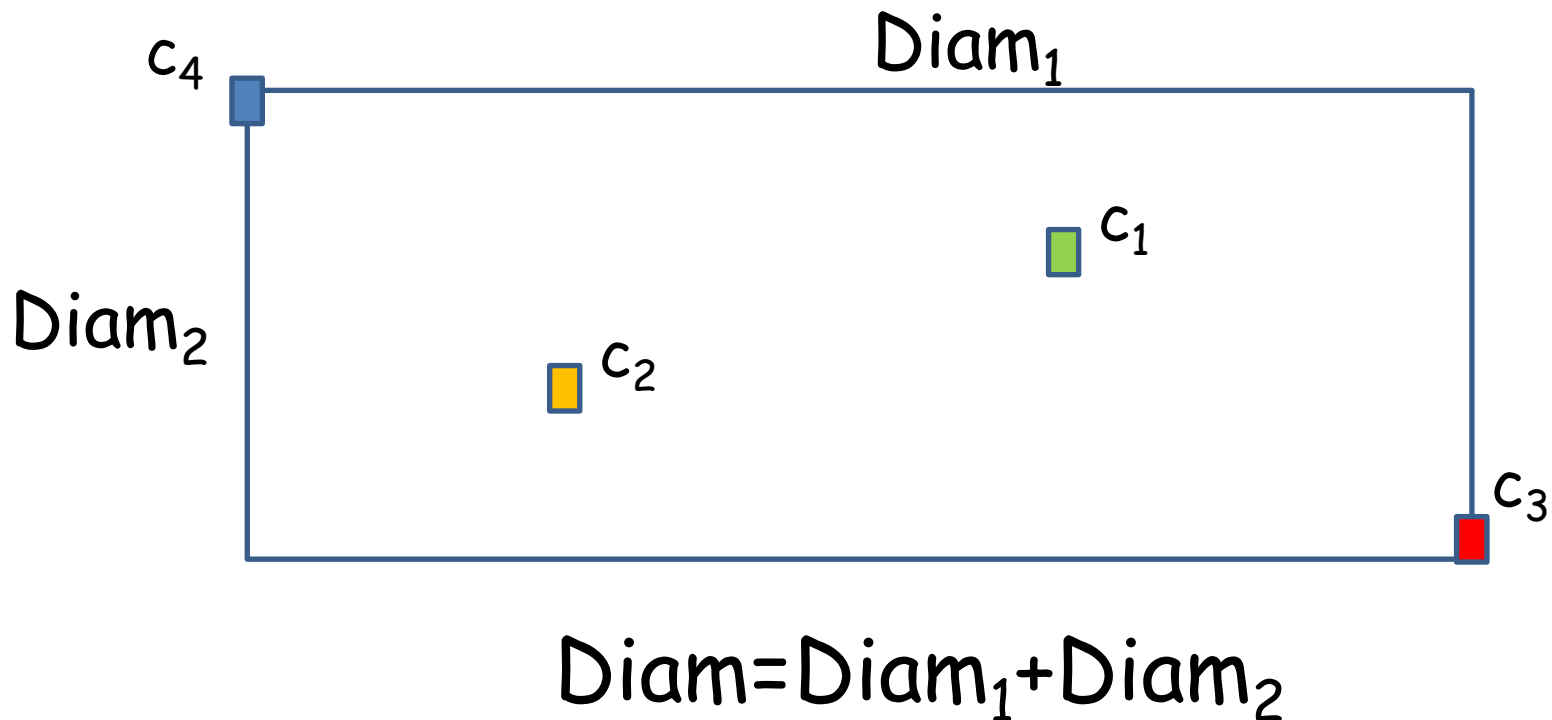 Diam₁
c₄
c₁
Diam₂
c₂
c₃
Diam=Diam₁+Diam₂